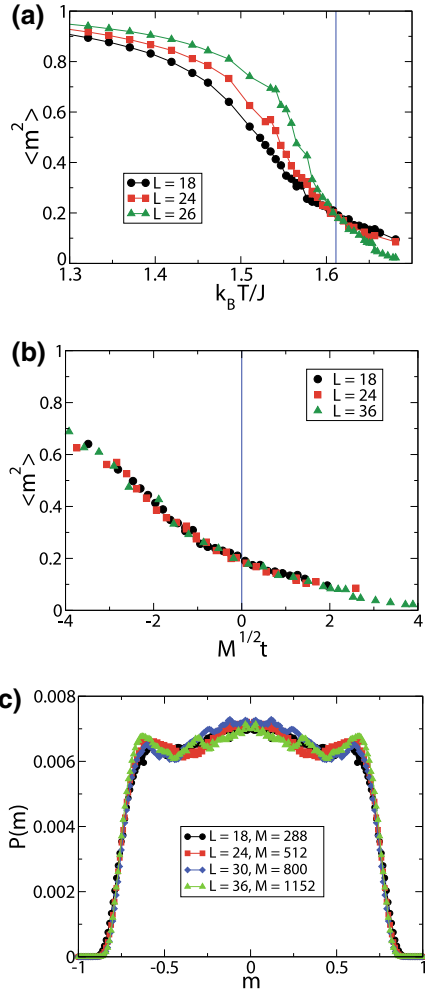 (a)
1
0.8
0.6
0.4
0.2
0
<m²>
L = 18
L = 24
L = 26
1.3 1.4 1.5 1.6
k_B T/J
(b)
1
0.8
0.6
0.4
0.2
0
<m²>
L = 18
L = 24
L = 36
-4 -2 0 2 4
M^{1/2}t
c)
0.008
0.006
0.004
0.002
0.000
P(m)
L = 18, M = 288
L = 24, M = 512
L = 30, M = 800
L = 36, M = 1152
-1 -0.5 0 0.5 1
m